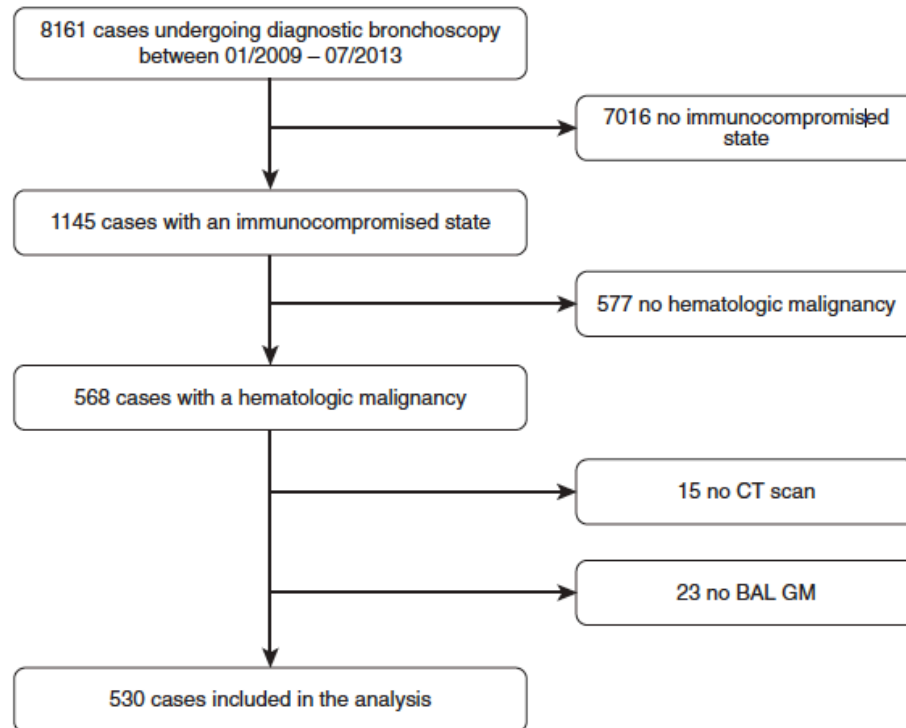 8161 cases undergoing diagnostic bronchoscopy
between 01/2009 – 07/2013
7016 no immunocompromised
state
1145 cases with an immunocompromised state
577 no hematologic malignancy
568 cases with a hematologic malignancy
15 no CT scan
23 no BAL GM
530 cases included in the analysis